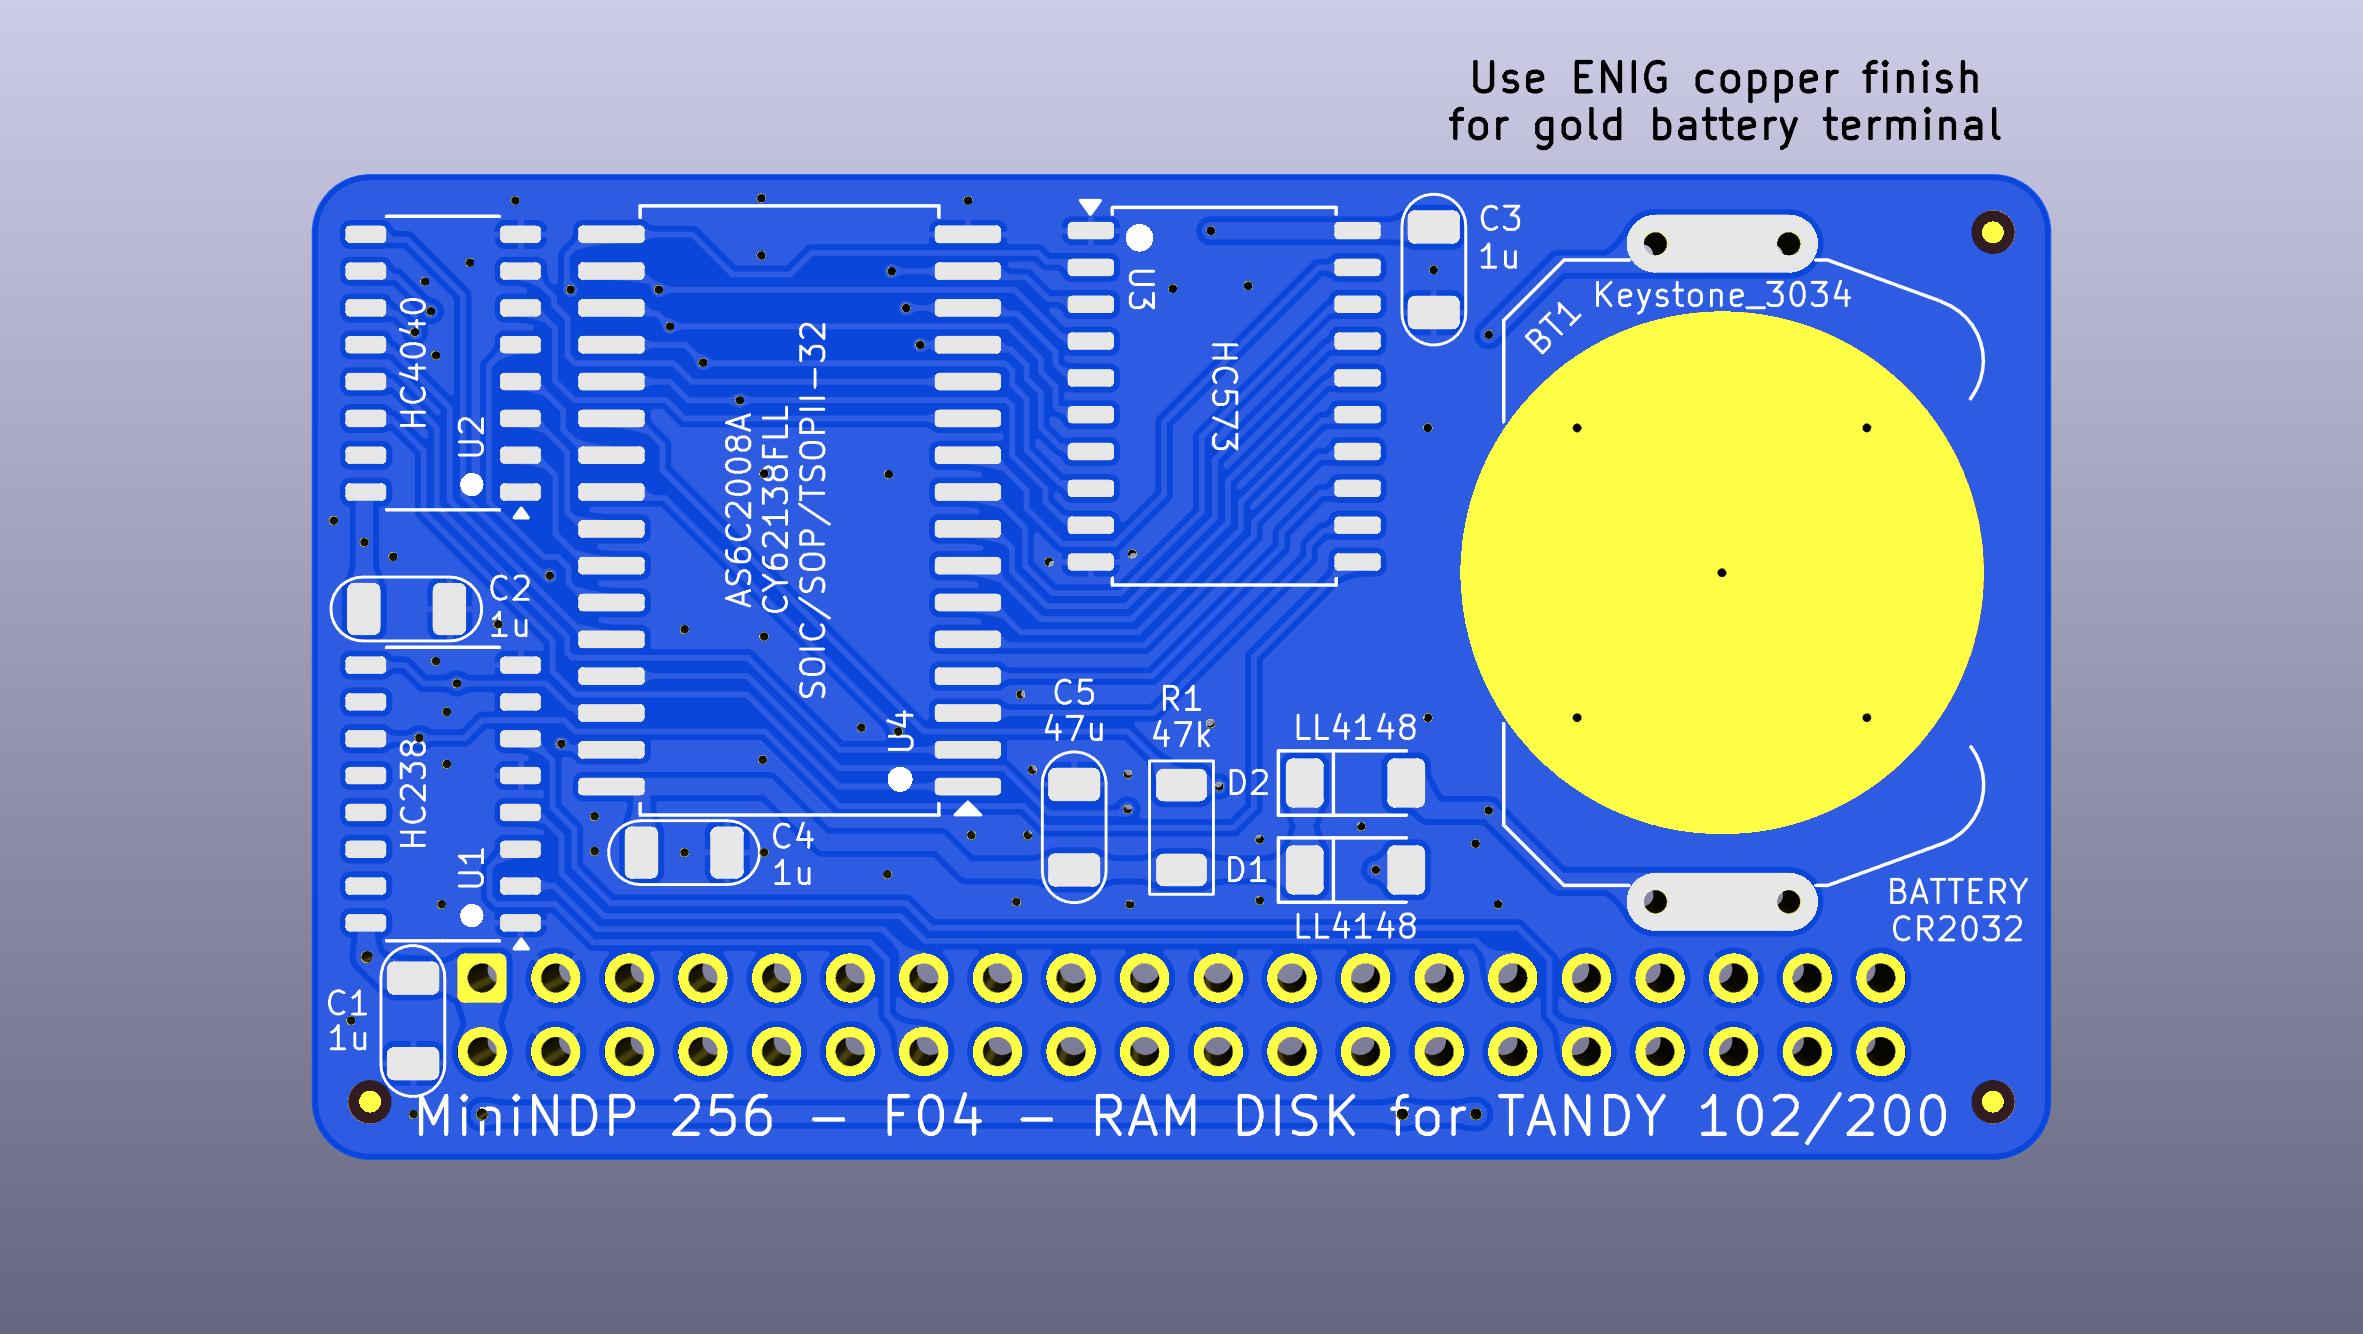 Use ENIG copper finish
for gold battery terminal
C3
1u
U3
HC573
Keystone_3034
BT1
HC4040
U2
AS6C2008A
CY62138FLL
SOIC/SOP/TSOPII-32
U4
C2
1u
HC238
U1
C5
47u
R1
47k
LL4148
D2
D1
LL4148
C4
1u
BATTERY
CR2032
C1
1u
MiniNDP 256 - F04 - RAM DISK for TANDY 102/200